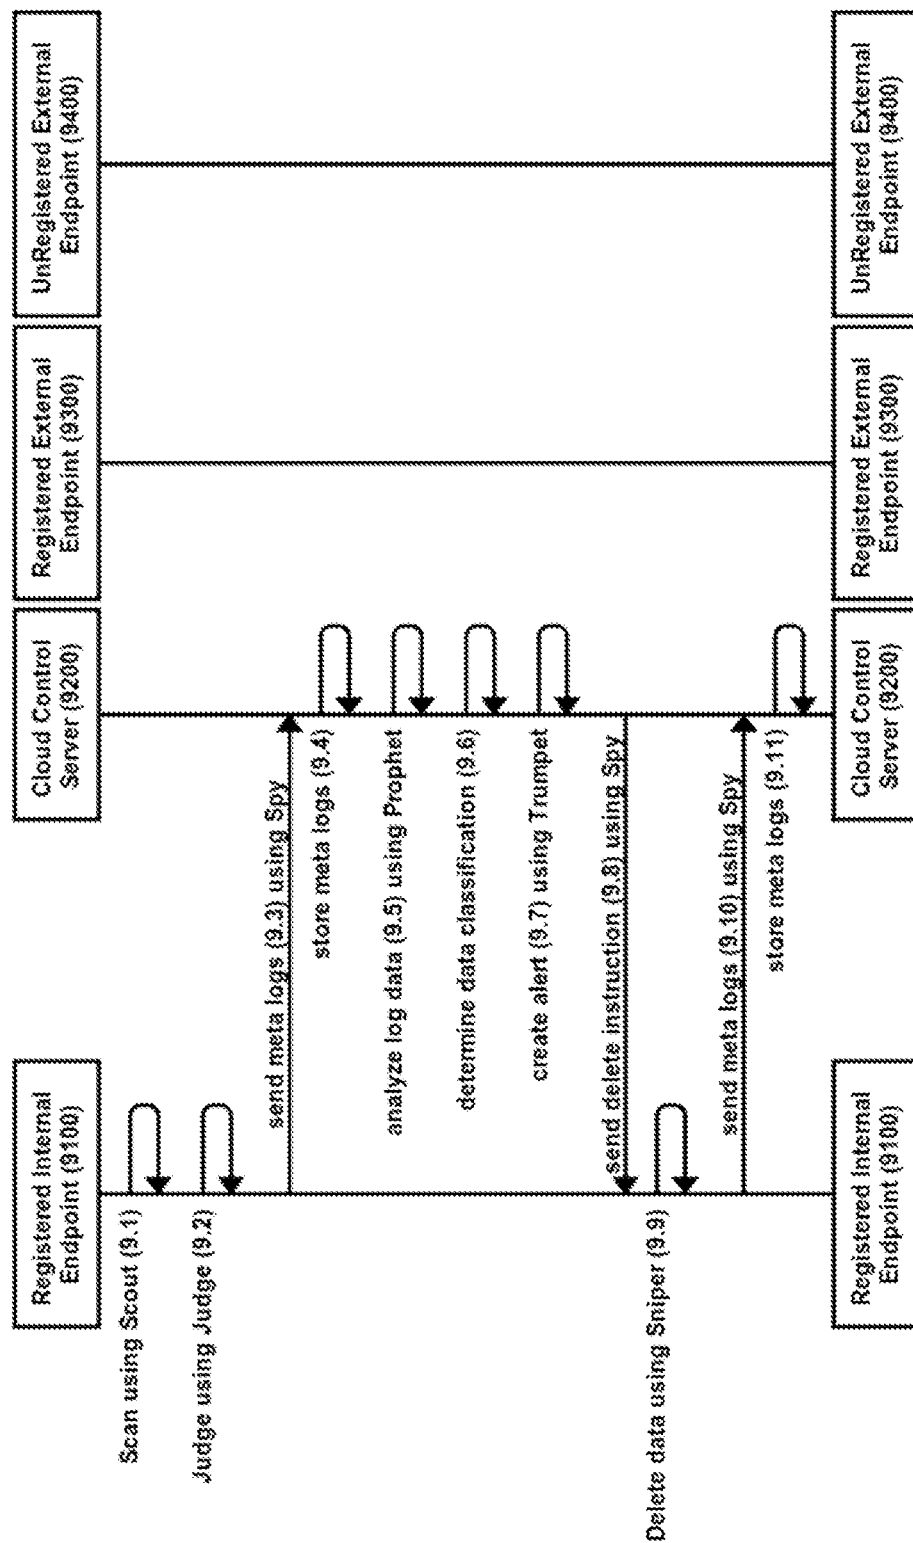 Registered Internal
Endpoint (9100)
Cloud Control
Server (9200)
Registered External
Endpoint (9300)
UnRegistered External
Endpoint (9400)
Scan using Scout (9.1)
Judge using Judge (9.2)
send meta logs (9.3) using Spy
store meta logs (9.4)
analyze log data (9.5) using Prophet
determine data classification (9.6)
create alert (9.7) using Trumpet
send delete instruction (9.8) using Spy
Delete data using Sniper (9.9)
send meta logs (9.10) using Spy
store meta logs (9.11)
Registered Internal
Endpoint (9100)
Cloud Control
Server (9200)
Registered External
Endpoint (9300)
UnRegistered External
Endpoint (9400)